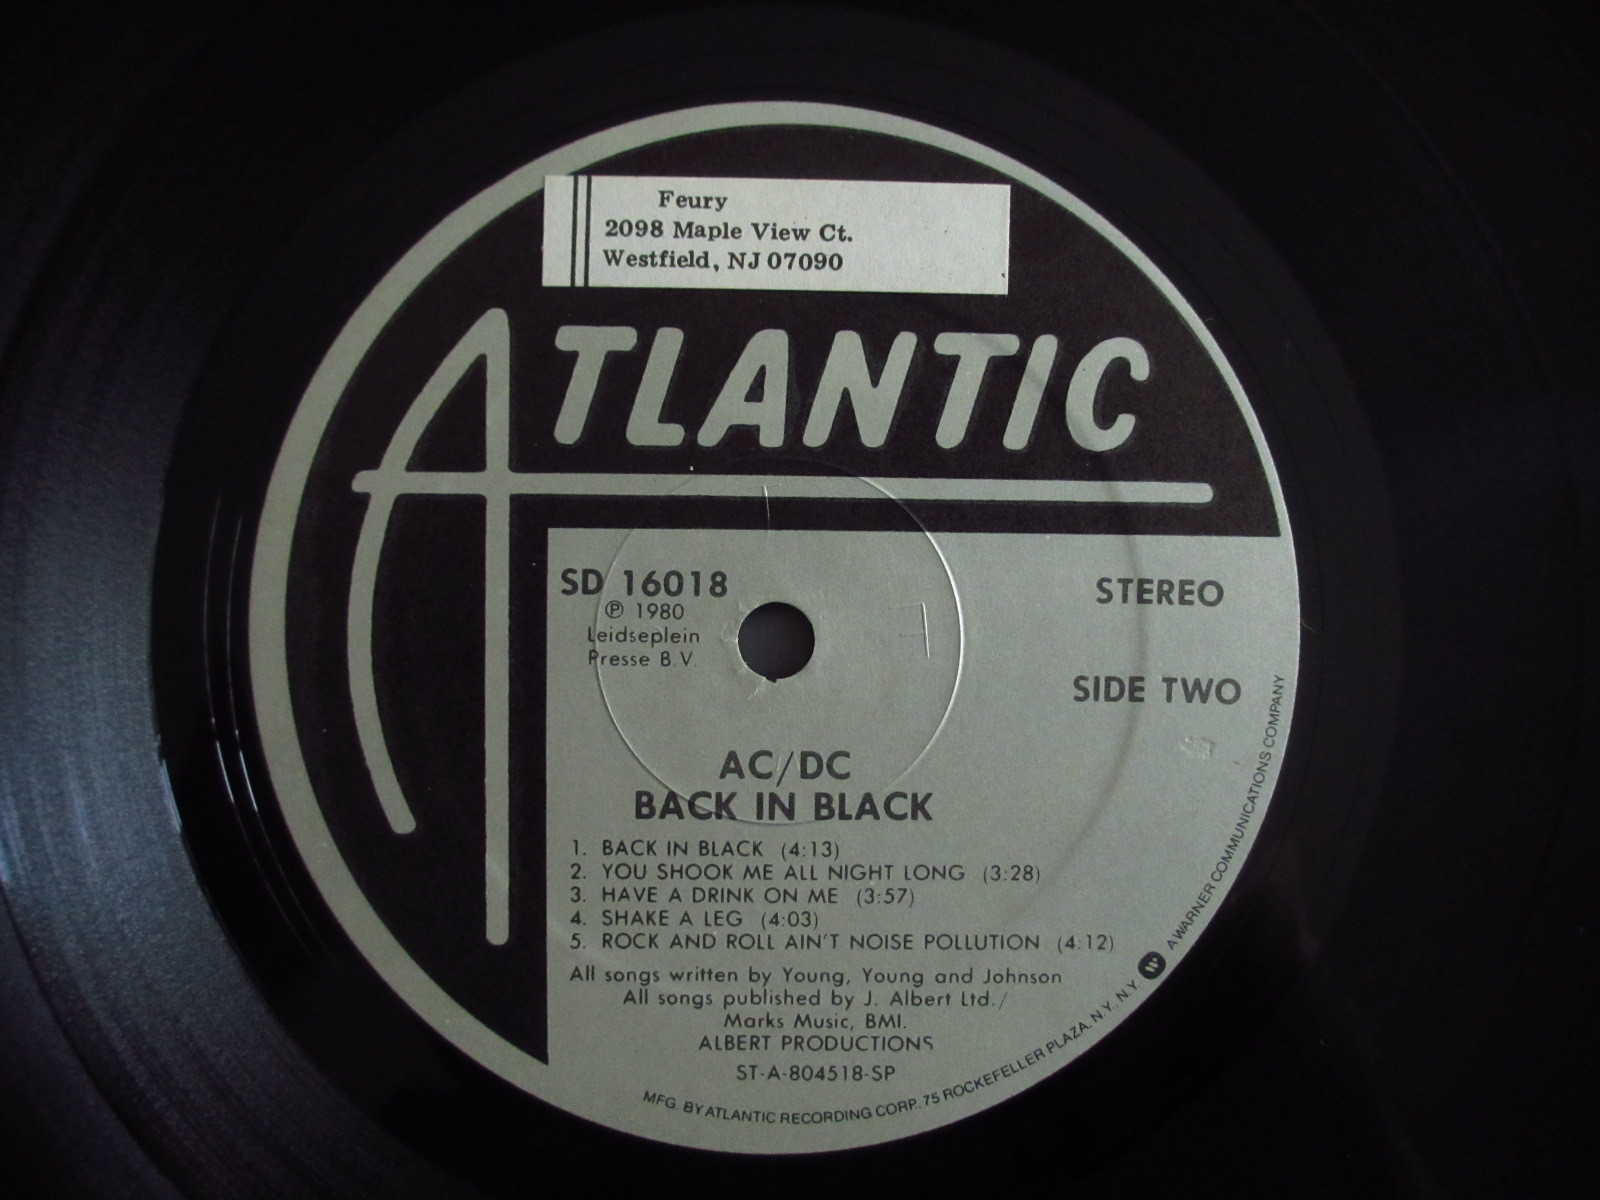 Feury
2098 Maple View Ct.
Westfield, NJ 07090
ATLANTIC
SD 16018
℗ 1980
Leidseplein
Presse B.V.
STEREO
SIDE TWO
AC/DC
BACK IN BLACK
1. BACK IN BLACK (4:13)
2. YOU SHOOK ME ALL NIGHT LONG (3:28)
3. HAVE A DRINK ON ME (3:57)
4. SHAKE A LEG (4:03)
5. ROCK AND ROLL AIN'T NOISE POLLUTION (4:12)
All songs written by Young, Young and Johnson
All songs published by J. Albert Ltd./
Marks Music, BMI.
ALBERT PRODUCTIONS
ST-A-804518-SP
MFG. BY ATLANTIC RECORDING CORP., 75 ROCKEFELLER PLAZA, N.Y., N.Y. W A WARNER COMMUNICATIONS COMPANY